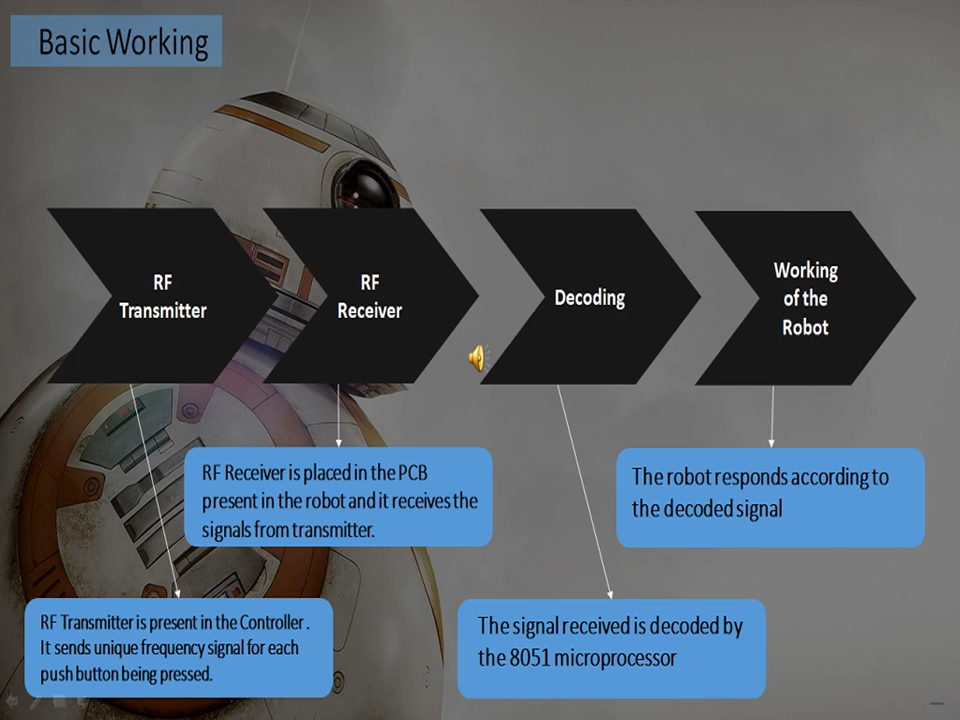 Basic Working
RF
Transmitter
RF
Receiver
Decoding
Working
of the
Robot
RF Receiver is placed in the PCB
present in the robot and it receives the
signals from transmitter.
The robot responds according to
the decoded signal
RF Transmitter is present in the Controller .
It sends unique frequency signal for each
push button being pressed.
The signal received is decoded by
the 8051 microprocessor